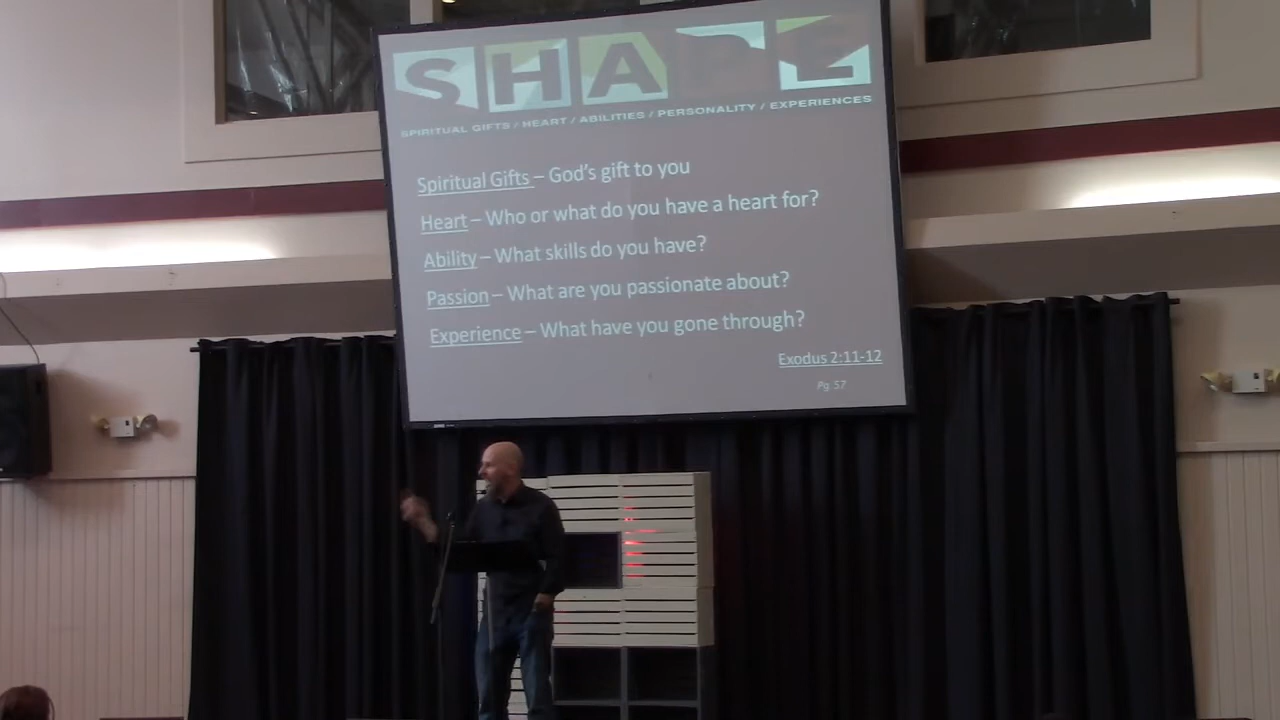 SHAPE
SPIRITUAL GIFTS / HEART / ABILITIES / PERSONALITY / EXPERIENCES
Spiritual Gifts – God's gift to you
Heart – Who or what do you have a heart for?
Ability – What skills do you have?
Passion – What are you passionate about?
Experience – What have you gone through?
Exodus 2:11-12
Pg. 57